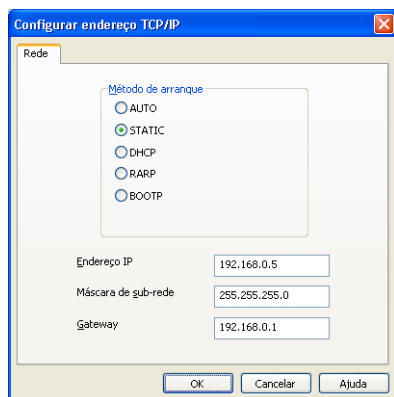 Configurar endereço TCP/IP
Rede
Método de arranque
AUTO
STATIC
DHCP
RARP
BOOTP
Endereço IP 192.168.0.5
Máscara de sub-rede 255.255.255.0
Gateway 192.168.0.1
OK Cancelar Ajuda